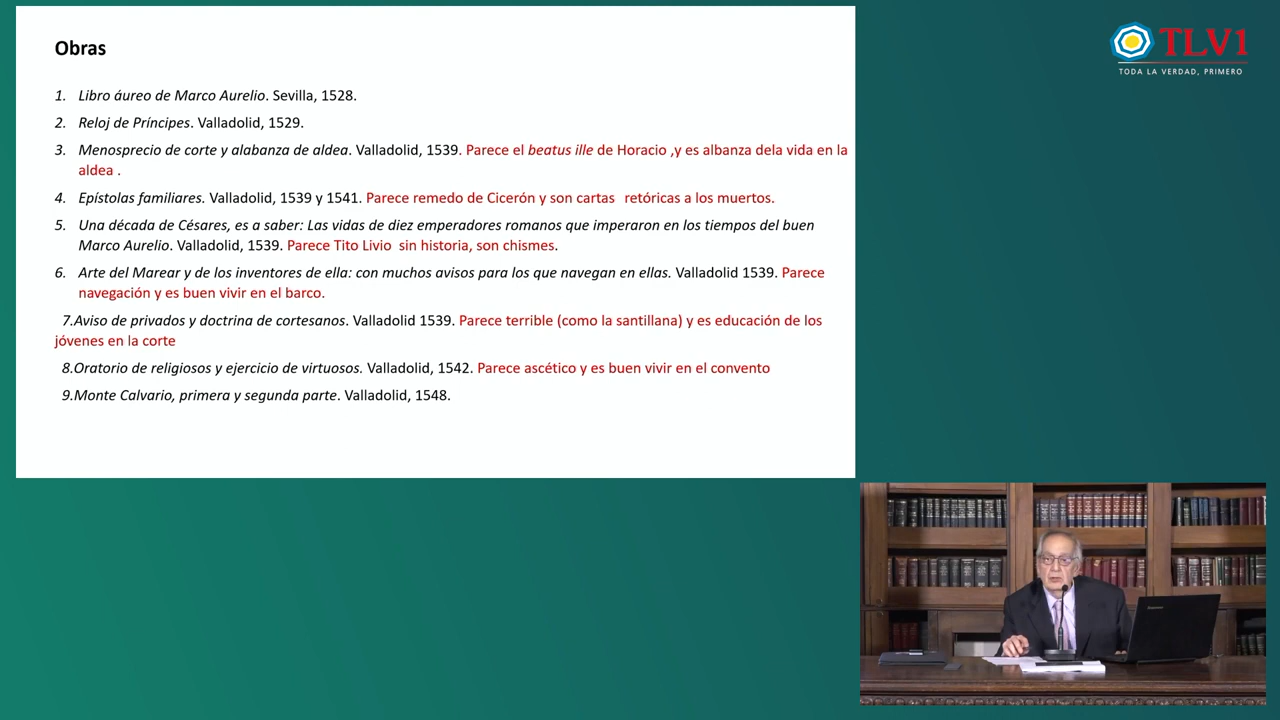 Obras
1. Libro áureo de Marco Aurelio. Sevilla, 1528.
2. Reloj de Príncipes. Valladolid, 1529.
3. Menosprecio de corte y alabanza de aldea. Valladolid, 1539. Parece el beatus ille de Horacio ,y es albanza dela vida en la
aldea .
4. Epístolas familiares. Valladolid, 1539 y 1541. Parece remedo de Cicerón y son cartas retóricas a los muertos.
5. Una década de Césares, es a saber: Las vidas de diez emperadores romanos que imperaron en los tiempos del buen
Marco Aurelio. Valladolid, 1539. Parece Tito Livio sin historia, son chismes.
6. Arte del Marear y de los inventores de ella: con muchos avisos para los que navegan en ellas. Valladolid 1539. Parece
navegación y es buen vivir en el barco.
7.Aviso de privados y doctrina de cortesanos. Valladolid 1539. Parece terrible (como la santillana) y es educación de los
jóvenes en la corte
8.Oratorio de religiosos y ejercicio de virtuosos. Valladolid, 1542. Parece ascético y es buen vivir en el convento
9.Monte Calvario, primera y segunda parte. Valladolid, 1548.
TLV1
TODA LA VERDAD, PRIMERO